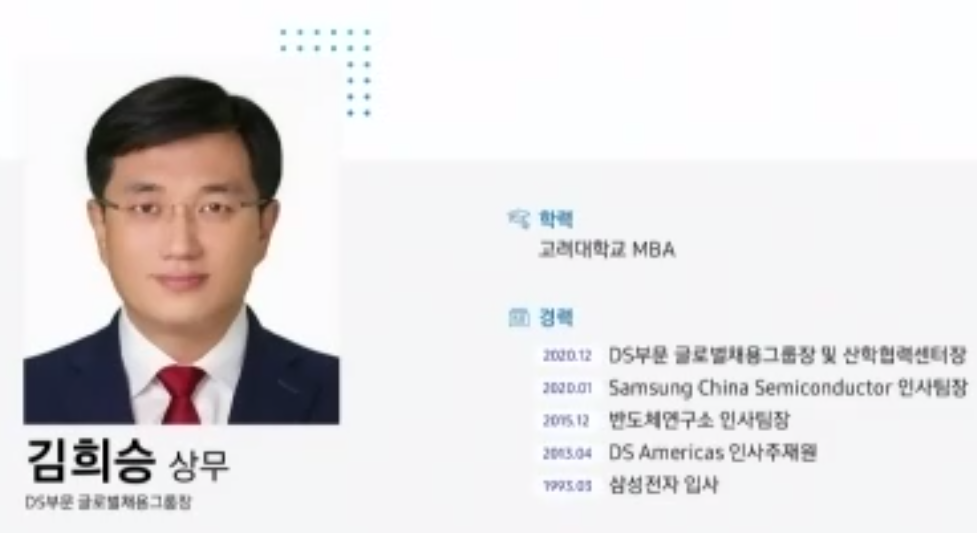 김희승 상무
DS부문 글로벌채용그룹장
학력
고려대학교 MBA
경력
2020.12 DS부문 글로벌채용그룹장 및 산학협력센터장
2020.01 Samsung China Semiconductor 인사팀장
2015.12 반도체연구소 인사팀장
2013.04 DS Americas 인사주재원
1993.03 삼성전자 입사